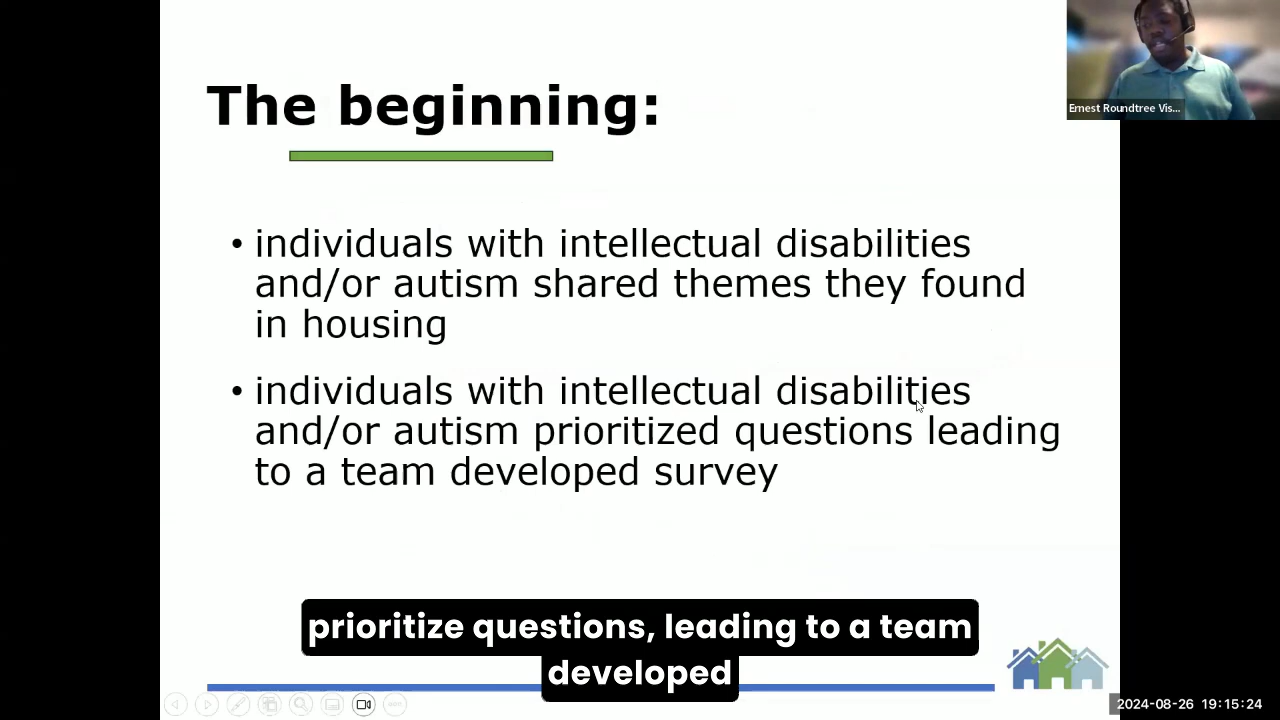 The beginning:
Ernest Roundtree Vis...
• individuals with intellectual disabilities
and/or autism shared themes they found
in housing
• individuals with intellectual disabilities
and/or autism prioritized questions leading
to a team developed survey
prioritize questions, leading to a team
developed
2024-08-26 19:15:24